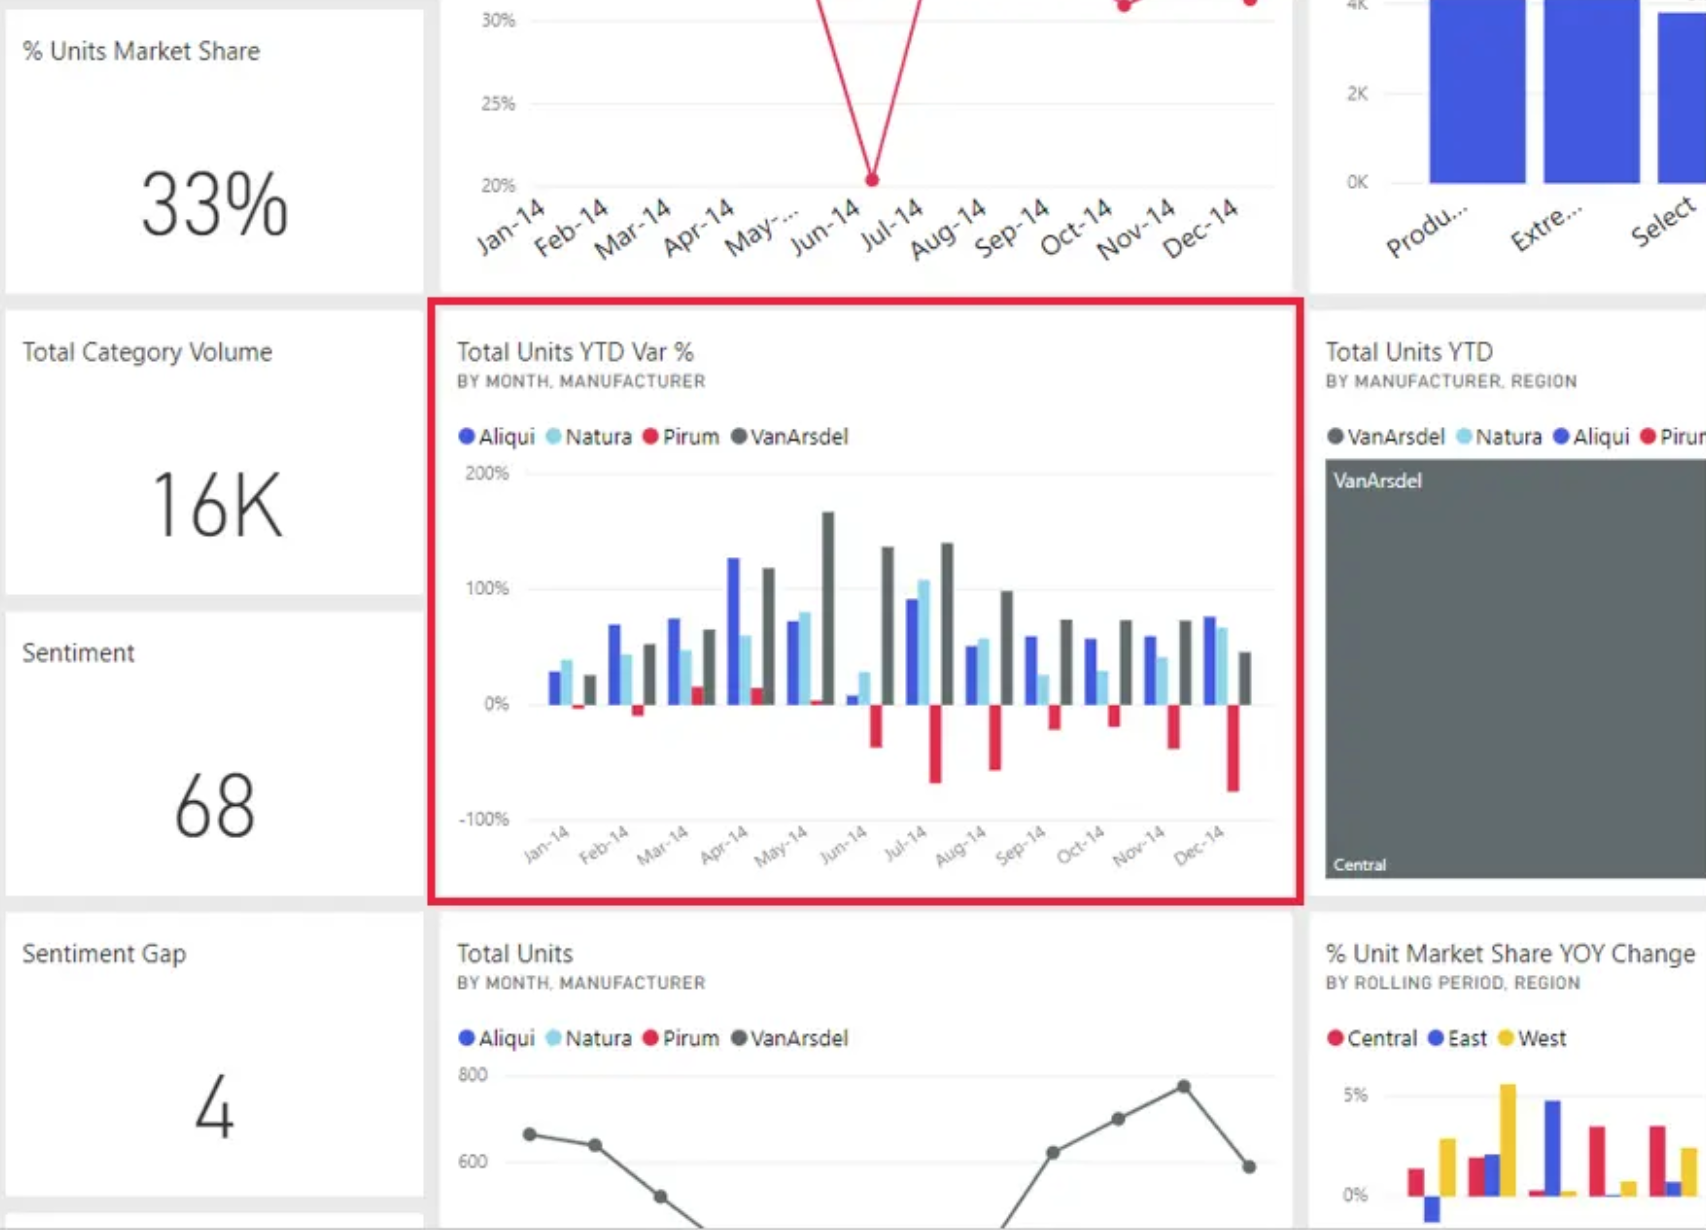 % Units Market Share
33%
Total Category Volume
16K
Sentiment
68
Sentiment Gap
4
30%
25%
20%
Jan-14 Feb-14 Mar-14 Apr-14 May-... Jun-14 Jul-14 Aug-14 Sep-14 Oct-14 Nov-14 Dec-14
Total Units YTD Var %
BY MONTH, MANUFACTURER
Aliqui Natura Pirum VanArsdel
200%
100%
0%
-100%
Jan-14 Feb-14 Mar-14 Apr-14 May-14 Jun-14 Jul-14 Aug-14 Sep-14 Oct-14 Nov-14 Dec-14
Total Units
BY MONTH, MANUFACTURER
Aliqui Natura Pirum VanArsdel
800
600
4K
2K
0K
Produ... Extre... Select
Total Units YTD
BY MANUFACTURER, REGION
VanArsdel Natura Aliqui Pirur
VanArsdel
Central
% Unit Market Share YOY Change
BY ROLLING PERIOD, REGION
Central East West
5%
0%